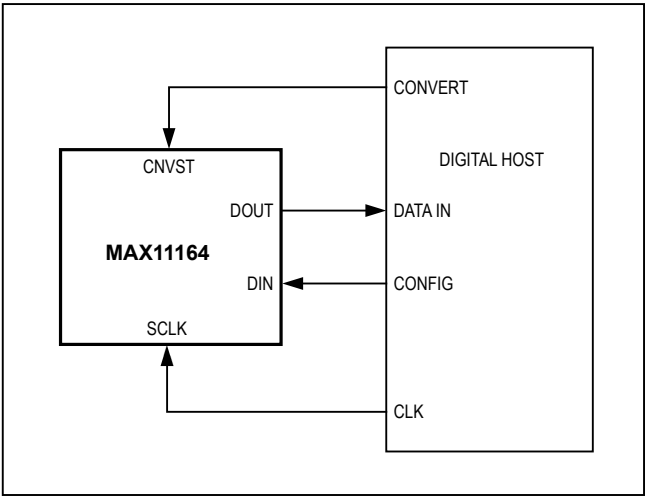 CONVERT
CNVST
DIGITAL HOST
DOUT
DATA IN
MAX11164
DIN
CONFIG
SCLK
CLK